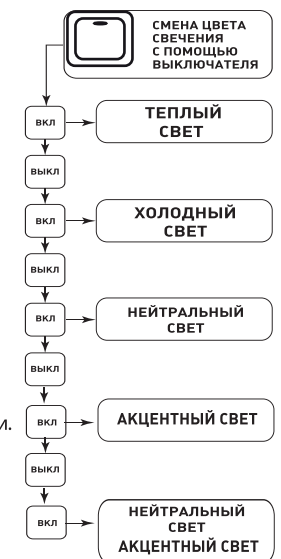 СМЕНА ЦВЕТА
СВЕЧЕНИЯ
С ПОМОЩЬЮ
ВЫКЛЮЧАТЕЛЯ
ВКЛ
ТЕПЛЫЙ
СВЕТ
ВЫКЛ
ВКЛ
ХОЛОДНЫЙ
СВЕТ
ВЫКЛ
ВКЛ
НЕЙТРАЛЬНЫЙ
СВЕТ
ВЫКЛ
и.
ВКЛ
АКЦЕНТНЫЙ СВЕТ
ВЫКЛ
ВКЛ
НЕЙТРАЛЬНЫЙ
СВЕТ
АКЦЕНТНЫЙ СВЕТ